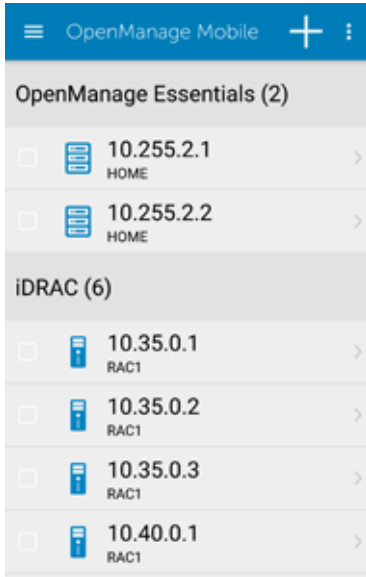 OpenManage Mobile
OpenManage Essentials (2)
10.255.2.1
HOME
10.255.2.2
HOME
iDRAC (6)
10.35.0.1
RAC1
10.35.0.2
RAC1
10.35.0.3
RAC1
10.40.0.1
RAC1